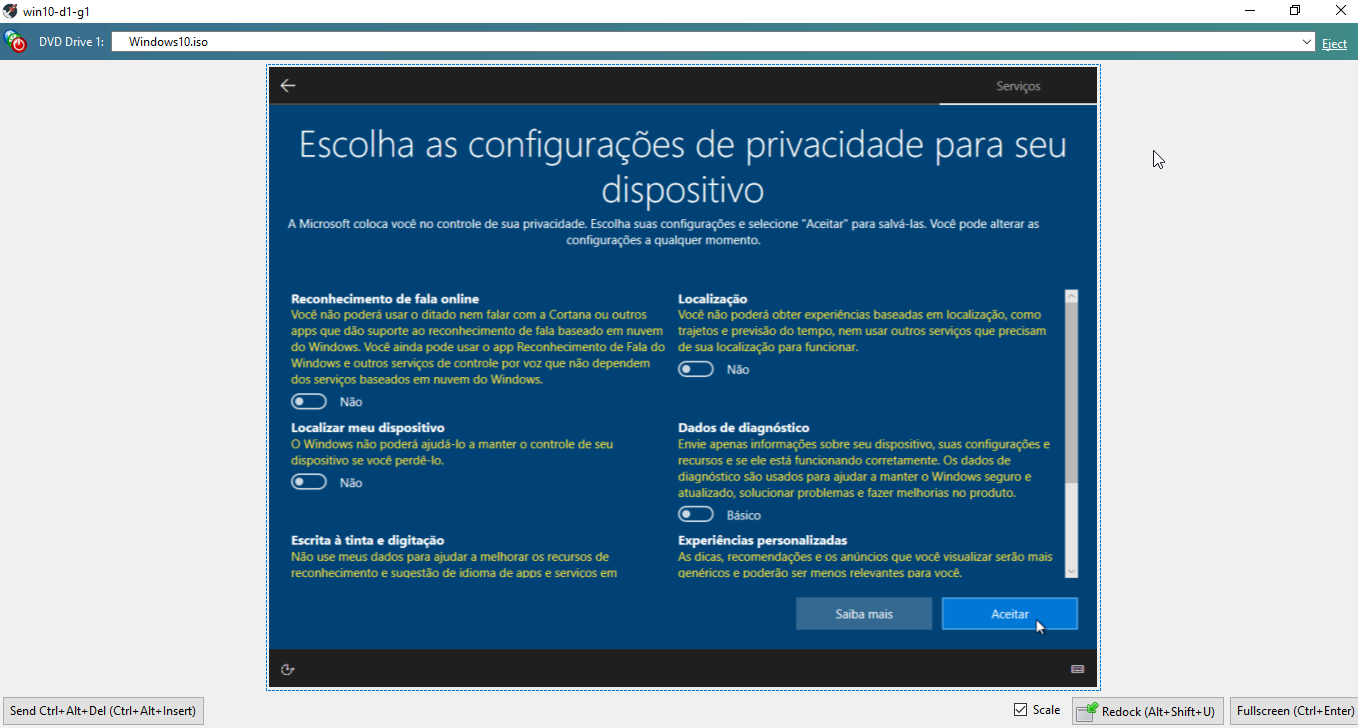 win10-d1-g1
DVD Drive 1: Windows10.iso Eject
Serviços
Escolha as configurações de privacidade para seu
dispositivo
A Microsoft coloca você no controle de sua privacidade. Escolha suas configurações e selecione "Aceitar" para salvá-las. Você pode alterar as
configurações a qualquer momento.
Reconhecimento de fala online
Você não poderá usar o ditado nem falar com a Cortana ou outros
apps que dão suporte ao reconhecimento de fala baseado em nuvem
do Windows. Você ainda pode usar o app Reconhecimento de Fala do
Windows e outros serviços de controle por voz que não dependem
dos serviços baseados em nuvem do Windows.
Não
Localização
Você não poderá obter experiências baseadas em localização, como
trajetos e previsão do tempo, nem usar outros serviços que precisam
de sua localização para funcionar.
Não
Localizar meu dispositivo
O Windows não poderá ajudá-lo a manter o controle de seu
dispositivo se você perdê-lo.
Não
Dados de diagnóstico
Envie apenas informações sobre seu dispositivo, suas configurações e
recursos e se ele está funcionando corretamente. Os dados de
diagnóstico são usados para ajudar a manter o Windows seguro e
atualizado, solucionar problemas e fazer melhorias no produto.
Básico
Escrita à tinta e digitação
Não use meus dados para ajudar a melhorar os recursos de
reconhecimento e sugestão de idioma de apps e serviços em
Experiências personalizadas
As dicas, recomendações e os anúncios que você visualizar serão mais
genéricos e poderão ser menos relevantes para você.
Saiba mais
Aceitar
Send Ctrl+Alt+Del (Ctrl+Alt+Insert)
Scale
Redock (Alt+Shift+U)
Fullscreen (Ctrl+Enter)